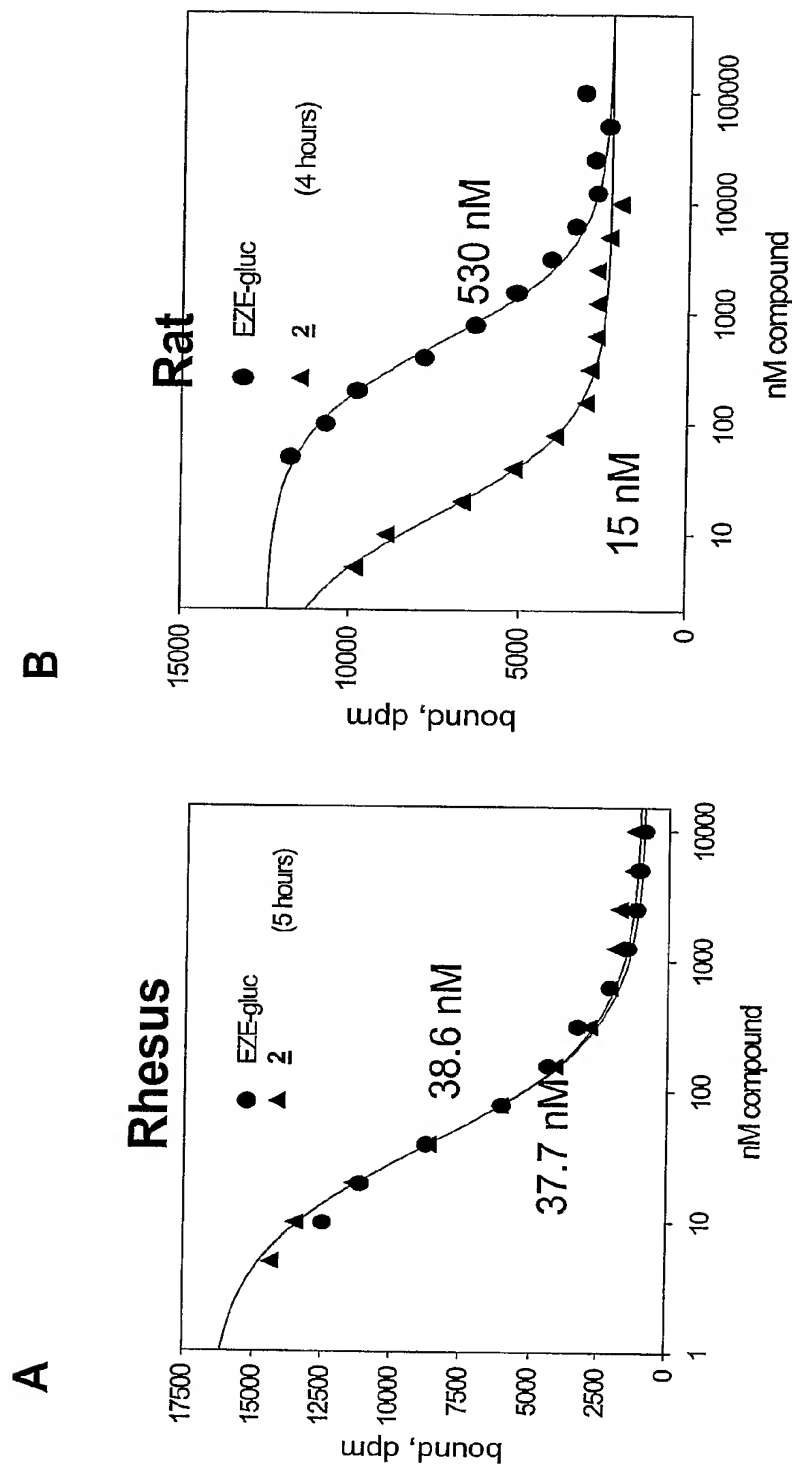 A
Rhesus
EZE-gluc
2
(5 hours)
38.6 nM
37.7 nM
17500
15000
12500
10000
7500
5000
2500
0
bound, dpm
1
10
100
1000
10000
nM compound
B
Rat
EZE-gluc
2
(4 hours)
530 nM
15 nM
15000
10000
5000
0
bound, dpm
10
100
1000
10000
100000
nM compound